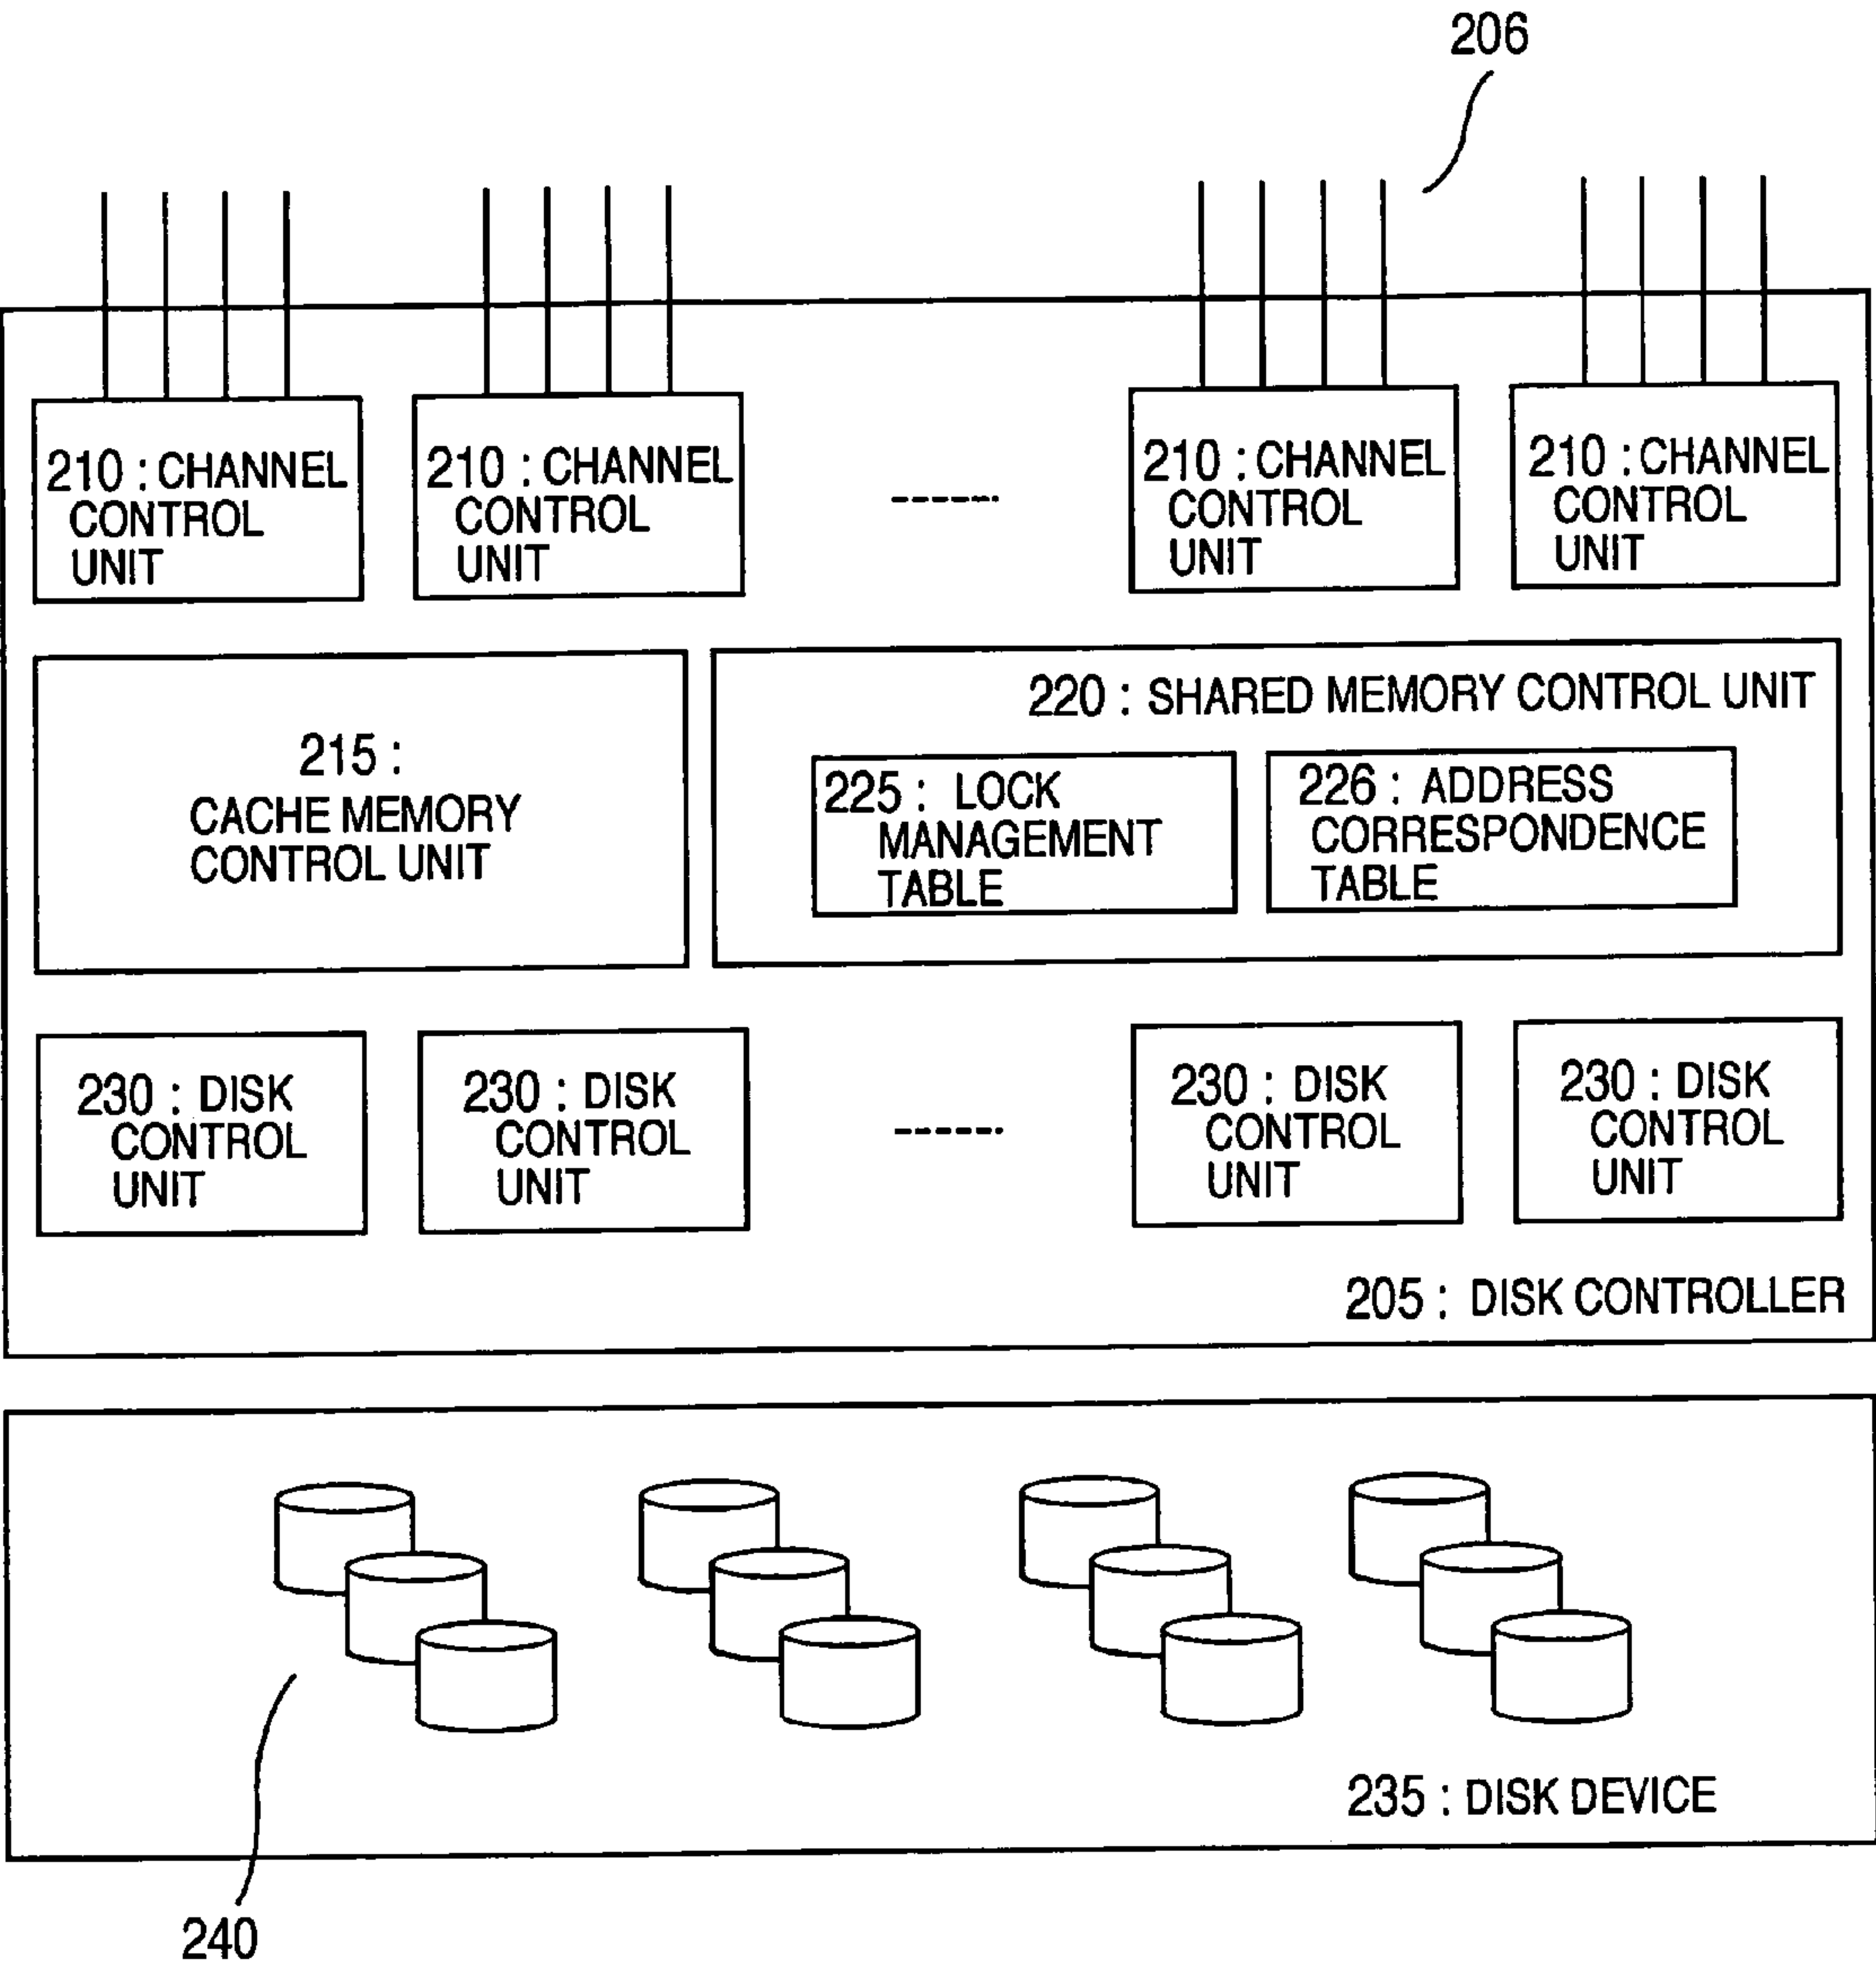 206
210 : CHANNEL
CONTROL
UNIT
210 : CHANNEL
CONTROL
UNIT
210 : CHANNEL
CONTROL
UNIT
210 : CHANNEL
CONTROL
UNIT
215 :
CACHE MEMORY
CONTROL UNIT
220 : SHARED MEMORY CONTROL UNIT
225 : LOCK
MANAGEMENT
TABLE
226 : ADDRESS
CORRESPONDENCE
TABLE
230 : DISK
CONTROL
UNIT
230 : DISK
CONTROL
UNIT
230 : DISK
CONTROL
UNIT
230 : DISK
CONTROL
UNIT
205 : DISK CONTROLLER
235 : DISK DEVICE
240